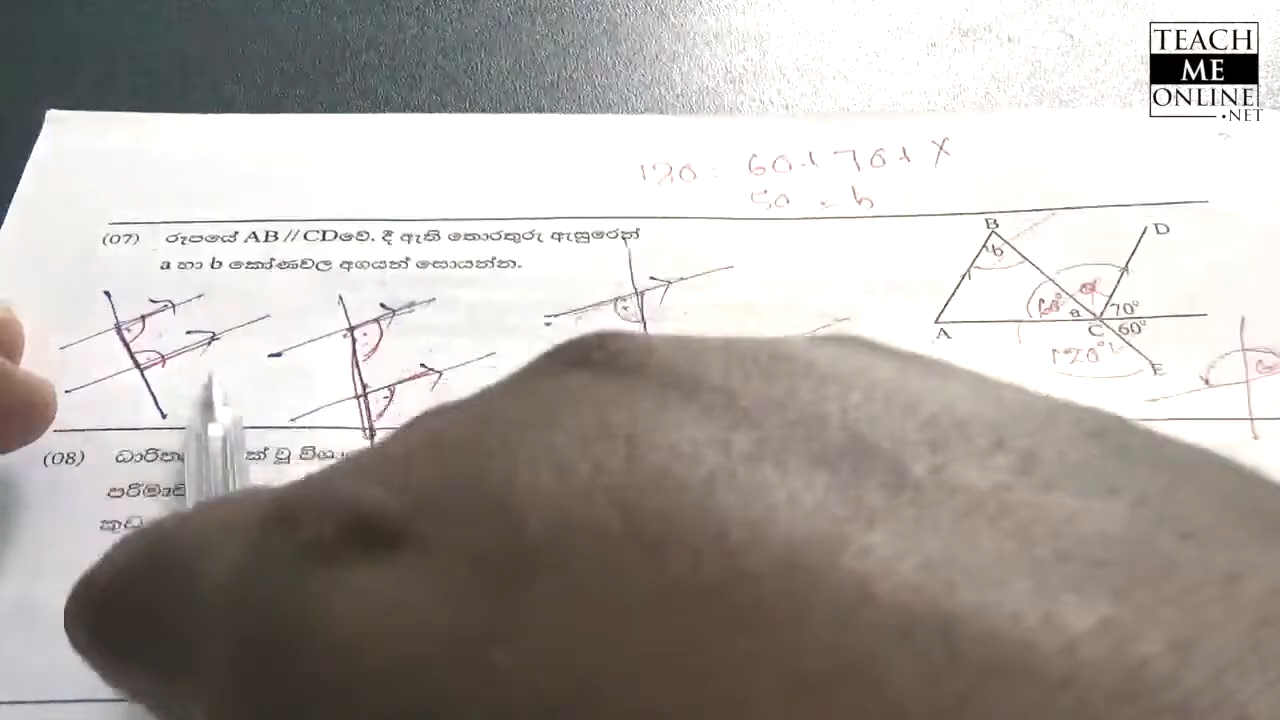 TEACH
ME
ONLINE
.NET
120 = 60 + 70 + X
50 = b
(07) රූපයේ AB // CDවේ. දී ඇති තොරතුරු ඇසුරෙන්
a හා b කෝණවල අගයන් සොයන්න.
B
D
b
60°
a
70°
A
C
60°
120°
E
(08)